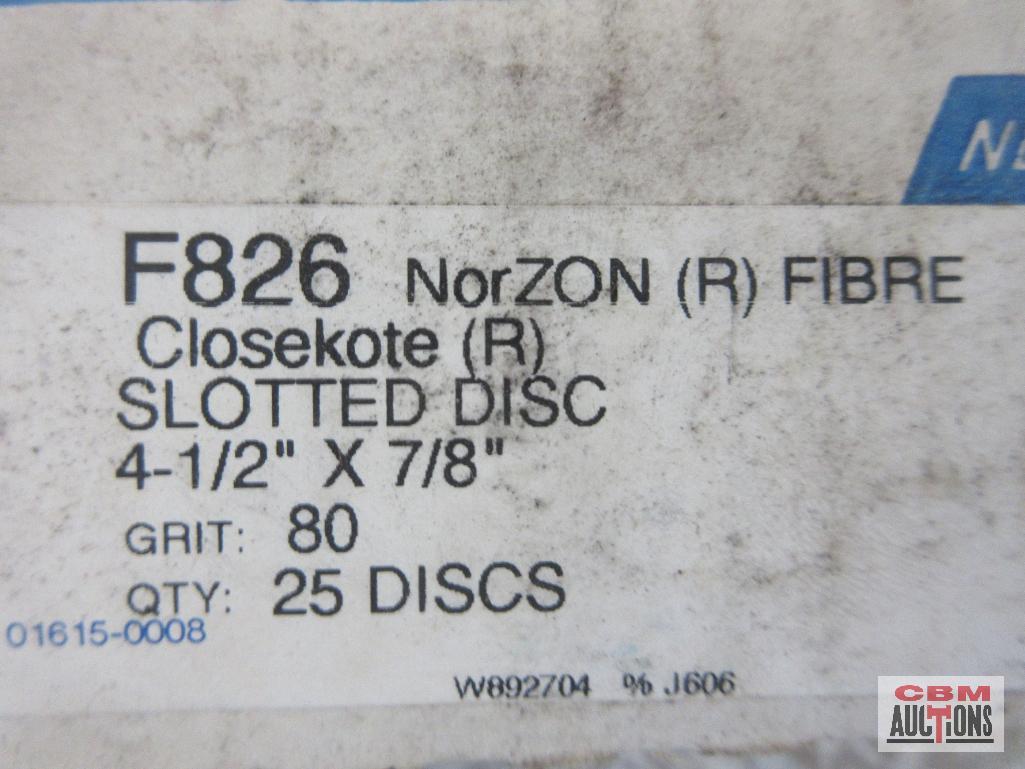 F826 NorZON (R) FIBRE
Closekote (R)
SLOTTED DISC
4-1/2" X 7/8"
GRIT: 80
QTY: 25 DISCS
01615-0008
W892704 % J606
CBM
AUCTIONS